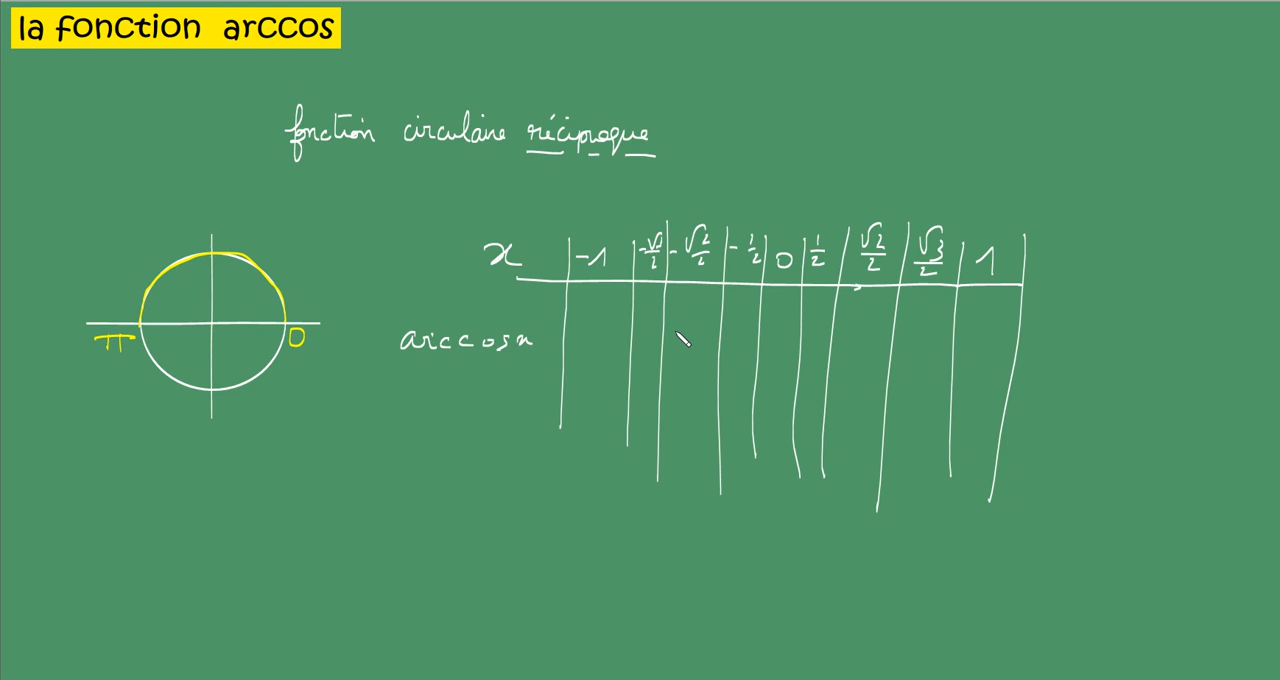 la fonction arccos
fonction circulaire réciproque
x -1 -√3/2 -√2/2 -1/2 0 1/2 √2/2 √3/2 1
π 0
arccos x